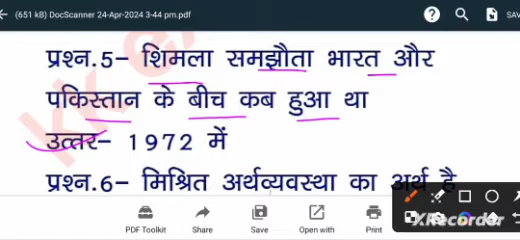 (651 kB) DocScanner 24-Apr-2024 3-44 pm.pdf
SAV
प्रश्न.5- शिमला समझौता भारत और
पकिस्तान के बीच कब हुआ था
उत्तर- 1972 में
प्रश्न.6- मिश्रित अर्थव्यवस्था का अर्थ है
PDF Toolkit Share Save Open with Print
XRecorder